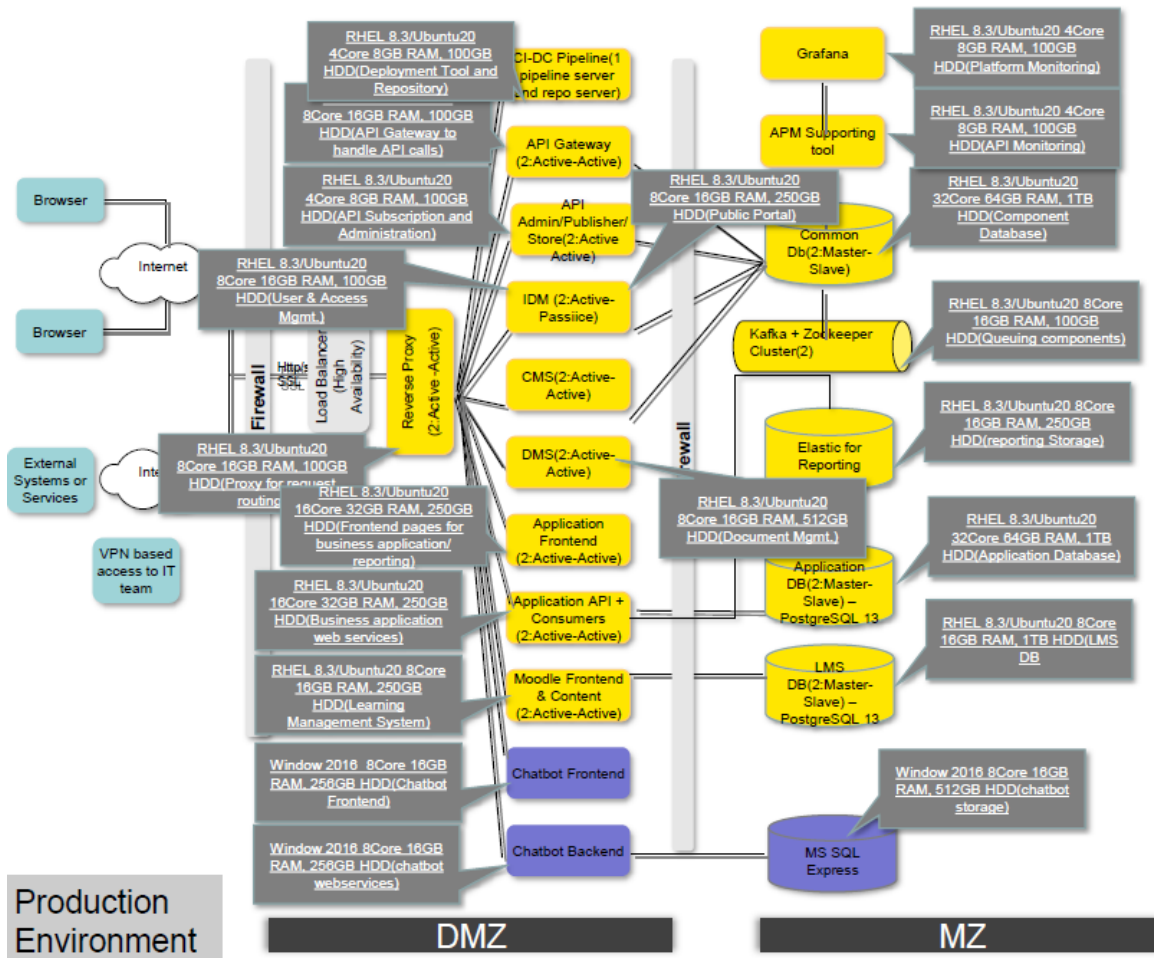 RHEL 8.3/Ubuntu20
4Core 8GB RAM, 100GB
HDD(Deployment Tool and
Repository)
CI-DC Pipeline(1
pipeline server
and repo server)
8Core 16GB RAM, 100GB
HDD(API Gateway to
handle API calls)
API Gateway
(2:Active-Active)
RHEL 8.3/Ubuntu20
4Core 8GB RAM, 100GB
HDD(API Subscription and
Administration)
API
Admin/Publisher/
Store(2:Active
Active)
RHEL 8.3/Ubuntu20
8Core 16GB RAM, 250GB
HDD(Public Portal)
Grafana
RHEL 8.3/Ubuntu20 4Core
8GB RAM, 100GB
HDD(Platform Monitoring)
APM Supporting
tool
RHEL 8.3/Ubuntu20 4Core
8GB RAM, 100GB
HDD(API Monitoring)
RHEL 8.3/Ubuntu20
32Core 64GB RAM, 1TB
HDD(Component
Database)
Common
Db(2:Master-
Slave)
Browser
Internet
Browser
RHEL 8.3/Ubuntu20
8Core 16GB RAM, 100GB
HDD(User & Access
Mgmt.)
IDM (2:Active-
Passiice)
Firewall
Http/s
SSL
Load Balancer
(High
Availability)
Reverse Proxy
(2:Active -Active)
CMS(2:Active-
Active)
Kafka + Zookeeper
Cluster(2)
RHEL 8.3/Ubuntu20 8Core
16GB RAM, 100GB
HDD(Queuing components)
External
Systems or
Services
RHEL 8.3/Ubuntu20
8Core 16GB RAM, 100GB
HDD(Proxy for request
routing
DMS(2:Active-
Active)
RHEL 8.3/Ubuntu20
8Core 16GB RAM, 512GB
HDD(Document Mgmt.)
Elastic for
Reporting
RHEL 8.3/Ubuntu20 8Core
16GB RAM, 250GB
HDD(reporting Storage)
VPN based
access to IT
team
RHEL 8.3/Ubuntu20
16Core 32GB RAM, 250GB
HDD(Frontend pages for
business application/
reporting)
Application
Frontend
(2:Active-Active)
RHEL 8.3/Ubuntu20
32Core 64GB RAM, 1TB
HDD(Application Database)
Application
DB(2:Master-
Slave) –
PostgreSQL 13
RHEL 8.3/Ubuntu20
16Core 32GB RAM, 250GB
HDD(Business application
web services)
Application API +
Consumers
(2:Active-Active)
RHEL 8.3/Ubuntu20 8Core
16GB RAM, 1TB HDD(LMS
DB
LMS
DB(2:Master-
Slave) –
PostgreSQL 13
RHEL 8.3/Ubuntu20 8Core
16GB RAM, 250GB
HDD(Learning
Management System)
Moodle Frontend
& Content
(2:Active-Active)
Window 2016 8Core 16GB
RAM, 256GB HDD(Chatbot
Frontend)
Chatbot Frontend
Window 2016 8Core 16GB
RAM, 512GB HDD(chatbot
storage)
Window 2016 8Core 16GB
RAM, 256GB HDD(chatbot
webservices)
Chatbot Backend
MS SQL
Express
Production
Environment
DMZ
MZ